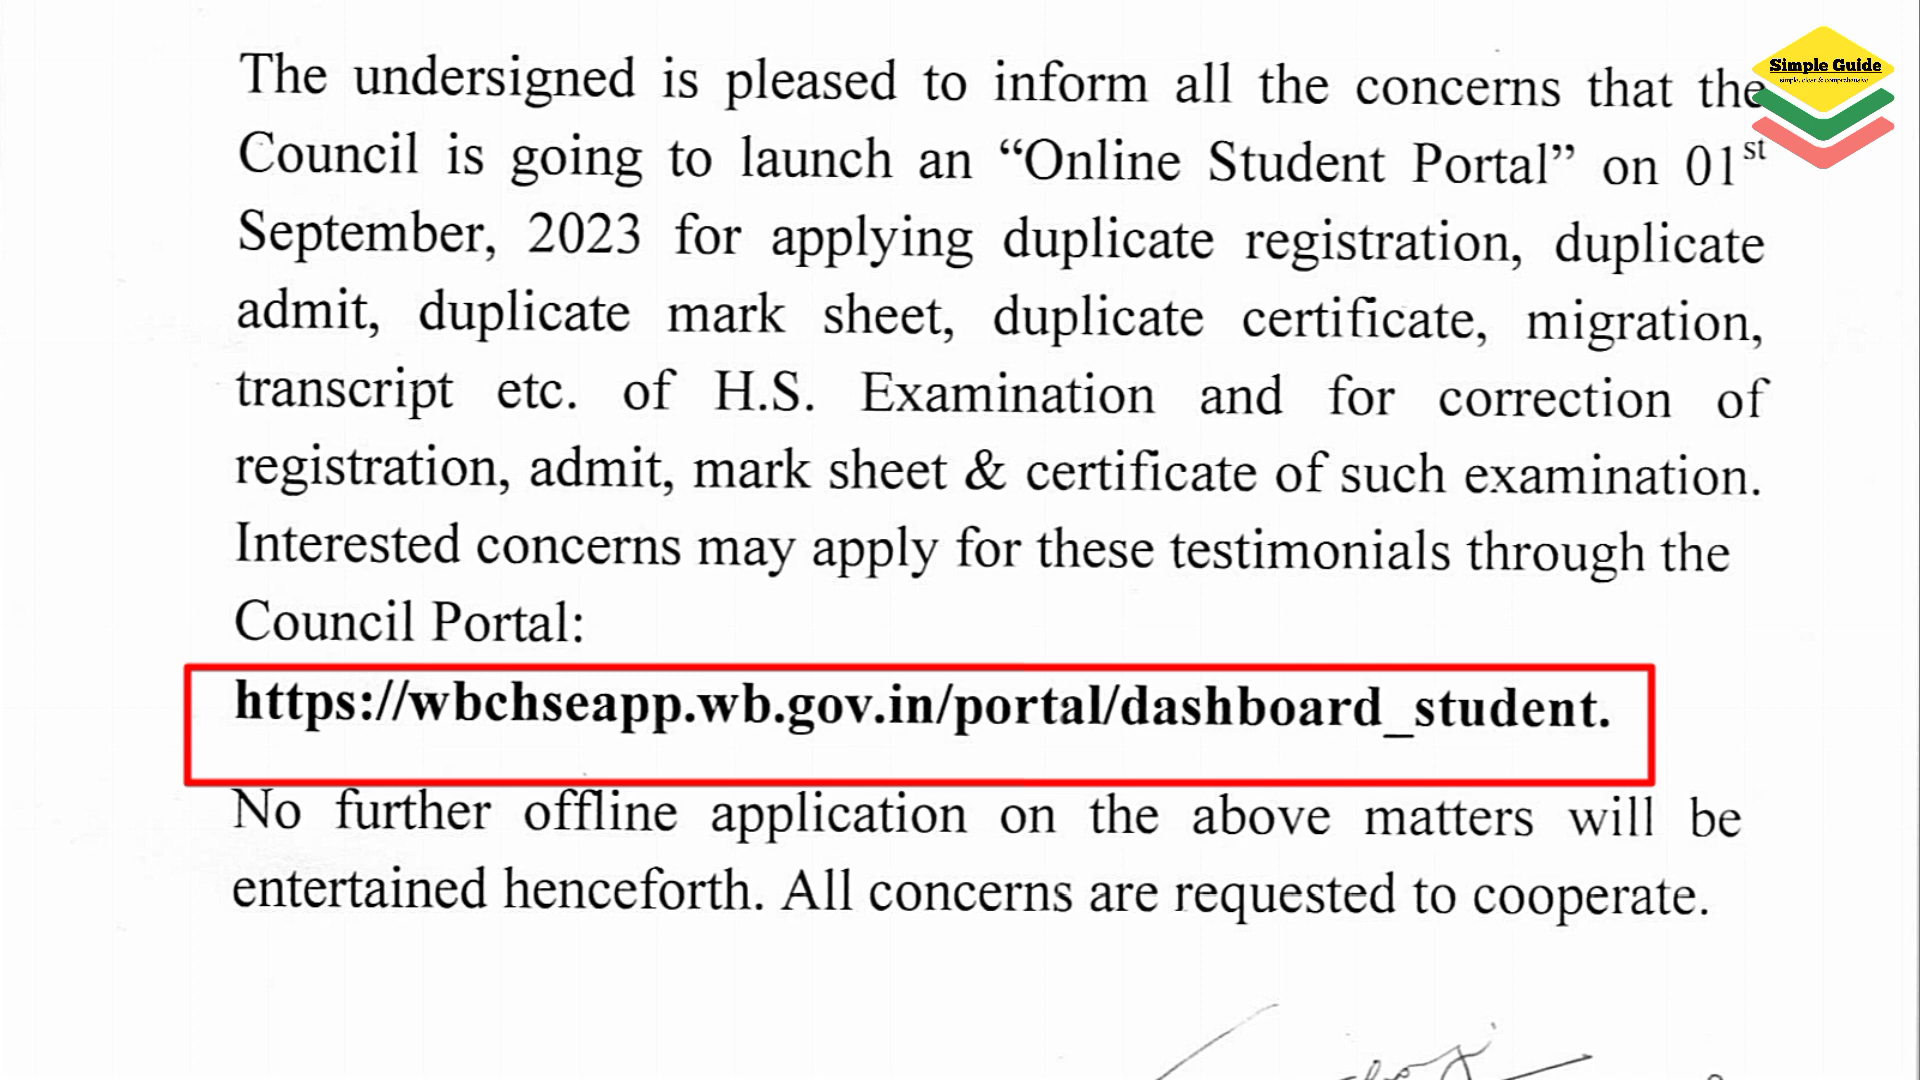 The undersigned is pleased to inform all the concerns that the
Council is going to launch an “Online Student Portal” on 01st
September, 2023 for applying duplicate registration, duplicate
admit, duplicate mark sheet, duplicate certificate, migration,
transcript etc. of H.S. Examination and for correction of
registration, admit, mark sheet & certificate of such examination.
Interested concerns may apply for these testimonials through the
Council Portal:
https://wbchseapp.wb.gov.in/portal/dashboard_student.
No further offline application on the above matters will be
entertained henceforth. All concerns are requested to cooperate.
Simple Guide
simple, clear & comprehensive